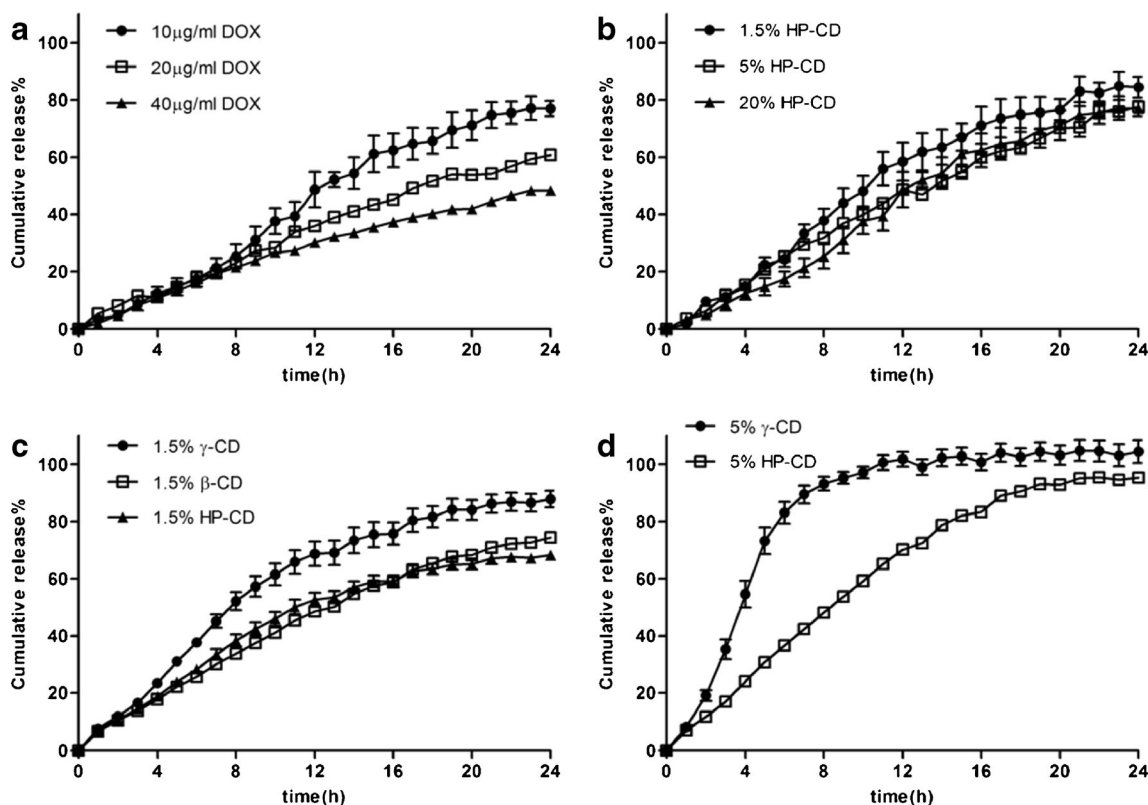 a
10μg/ml DOX
20μg/ml DOX
40μg/ml DOX
Cumulative release%
100
80
60
40
20
0
0 4 8 12 16 20 24
time(h)
b
1.5% HP-CD
5% HP-CD
20% HP-CD
Cumulative release%
100
80
60
40
20
0
0 4 8 12 16 20 24
time(h)
c
1.5% γ-CD
1.5% β-CD
1.5% HP-CD
Cumulative release%
100
80
60
40
20
0
0 4 8 12 16 20 24
time(h)
d
5% γ-CD
5% HP-CD
Cumulative release%
100
80
60
40
20
0
0 4 8 12 16 20 24
time(h)